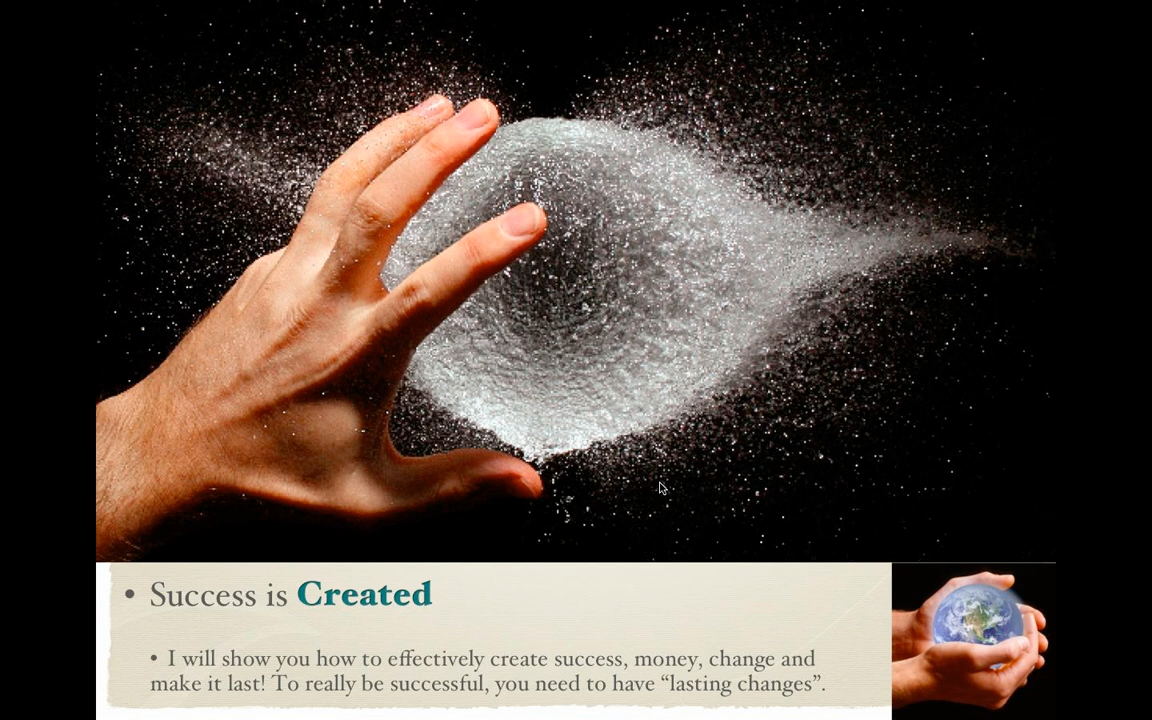 • Success is Created
• I will show you how to effectively create success, money, change and
make it last! To really be successful, you need to have “lasting changes”.